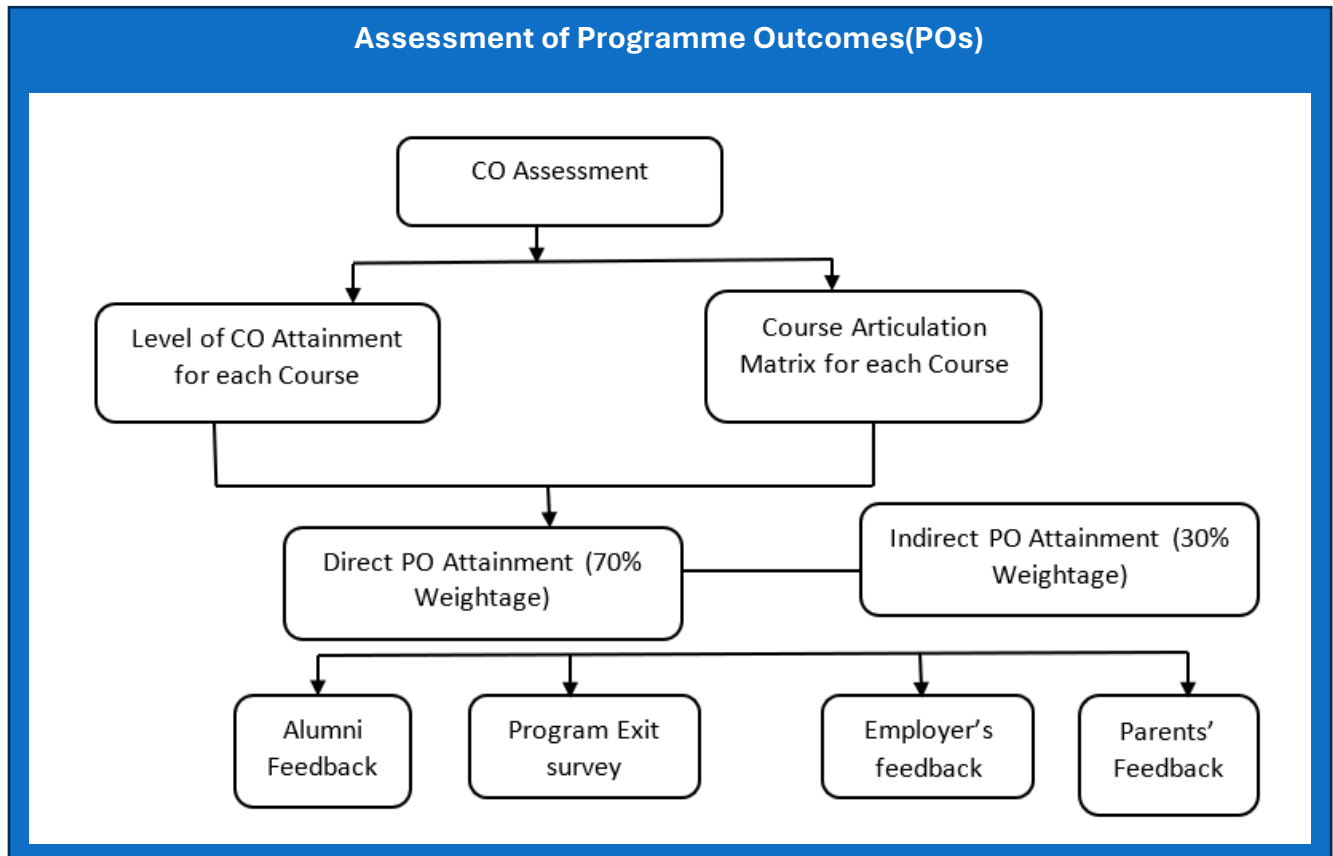 Assessment of Programme Outcomes(POs)
CO Assessment
Level of CO Attainment
for each Course
Course Articulation
Matrix for each Course
Direct PO Attainment (70%
Weightage)
Indirect PO Attainment (30%
Weightage)
Alumni
Feedback
Program Exit
survey
Employer’s
feedback
Parents’
Feedback